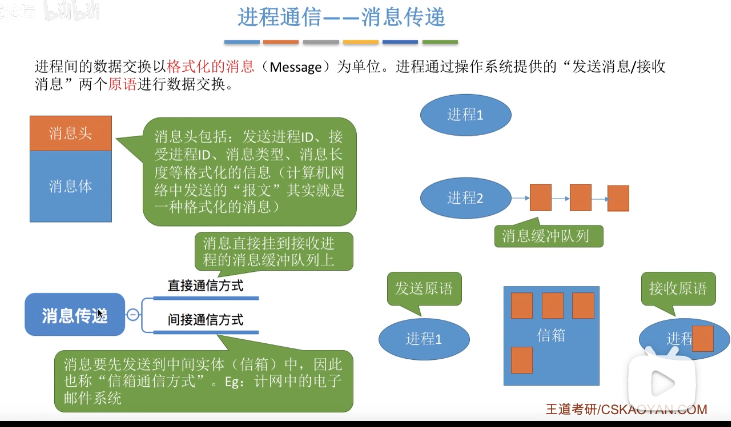 进程通信——消息传递
进程间的数据交换以格式化的消息（Message）为单位。进程通过操作系统提供的“发送消息/接收
消息”两个原语进行数据交换。
消息头
消息体
消息头包括：发送进程ID、接
受进程ID、消息类型、消息长
度等格式化的信息（计算机网
络中发送的“报文”其实就是
一种格式化的消息）
进程1
进程2
消息缓冲队列
消息直接挂到接收进
程的消息缓冲队列上
直接通信方式
消息传递
间接通信方式
消息要先发送到中间实体（信箱）中，因此
也称“信箱通信方式”。Eg：计网中的电子
邮件系统
发送原语
进程1
信箱
接收原语
进程
王道考研/CSKAOYAN.COM